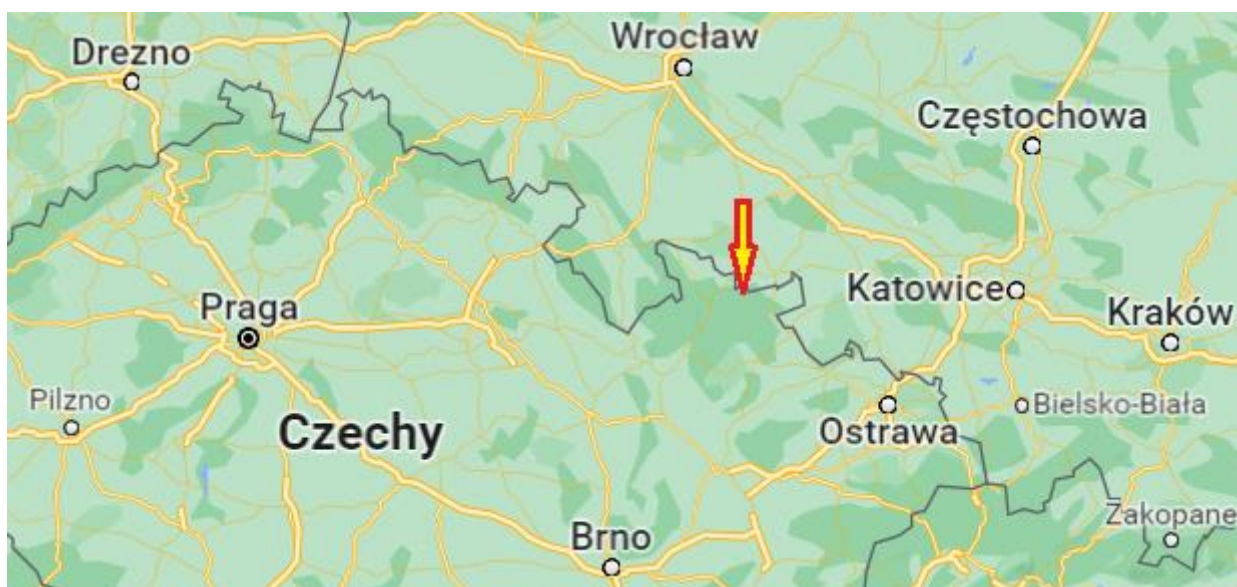 Wrocław
Drezno
Częstochowa
Katowice
Praga
Kraków
Pilzno
Bielsko-Biała
Czechy
Ostrawa
Zakopane
Brno